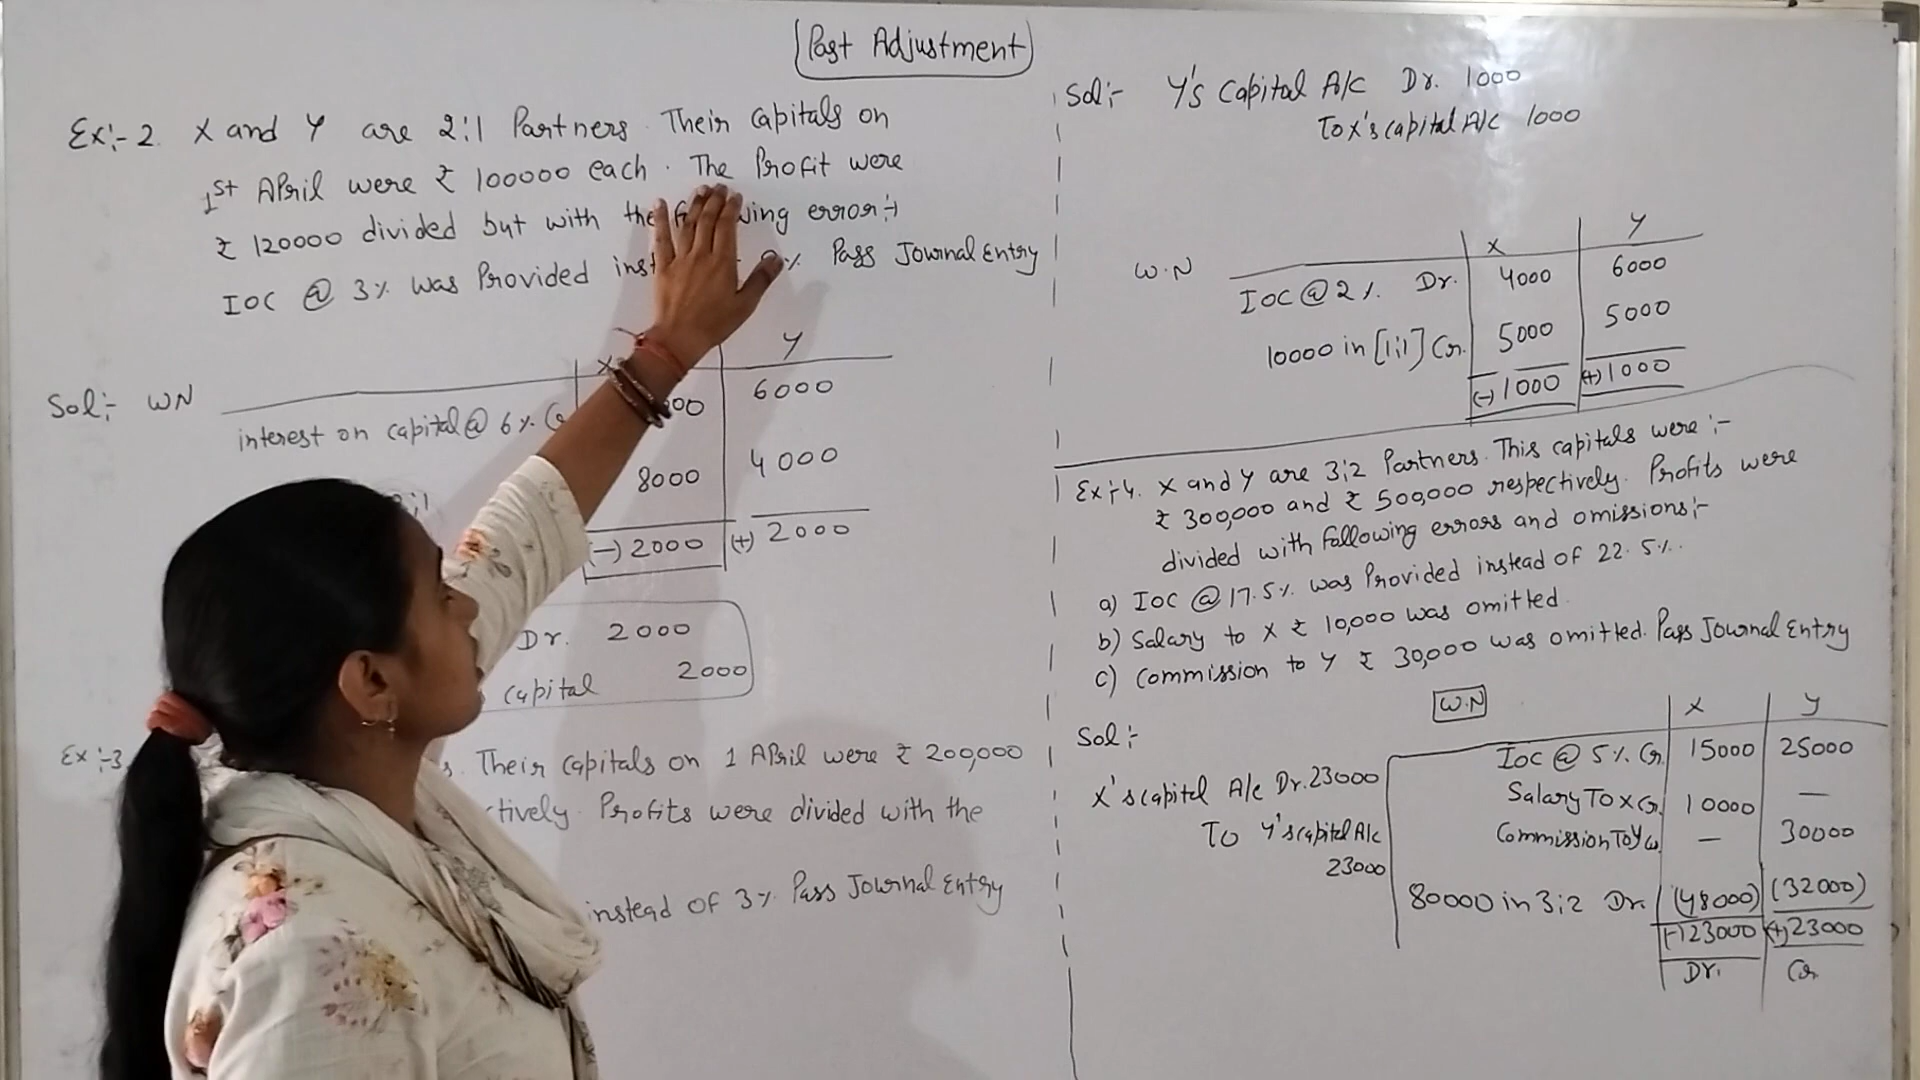 Past Adjustment
Ex:-2. X and Y are 2:1 Partners. Their capitals on
1st April were ₹ 100000 each. The Profit were
₹ 120000 divided but with the error:-
IOC @ 3% was Provided Pass Journal Entry
Sol:- WN
X Y
interest on capital @ 6% Cr 6000
8000 4000
(-) 2000 (+) 2000
Dr. 2000
capital 2000
Ex:-3. Their capitals on 1 April were ₹ 200,000
Profits were divided with the
instead of 3% Pass Journal Entry
Sol:- Y's Capital A/c Dr. 1000
To X's capital A/c 1000
W.N X Y
IOC @ 2% Dr. 4000 6000
10000 in [1:1] Cr. 5000 5000
(-) 1000 (+) 1000
Ex:-4. X and Y are 3:2 Partners. This capitals were:-
₹ 300,000 and ₹ 500,000 respectively. Profits were
divided with following errors and omissions:-
a) IOC @ 17.5% was Provided instead of 22.5%.
b) Salary to X ₹ 10,000 was omitted.
c) Commission to Y ₹ 30,000 was omitted. Pass Journal Entry
W.N X Y
Sol:-
IOC @ 5% Cr. 15000 25000
Salary To X Cr. 10000 —
Commission To Y Cr. — 30000
80000 in 3:2 Dr. (48000) (32000)
(-) 23000 (+) 23000
Dr. Cr
X's capital A/c Dr. 23000
To Y's capital A/c
23000